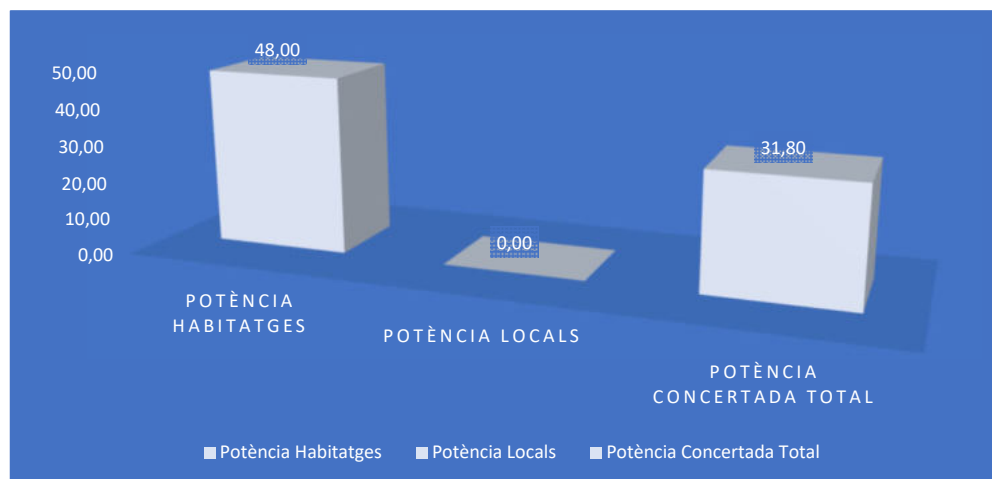 48,00
50,00
40,00
30,00
20,00
10,00
0,00
31,80
0,00
POTÈNCIA
HABITATGES
POTÈNCIA LOCALS
POTÈNCIA
CONCERTADA TOTAL
Potència Habitatges Potència Locals Potència Concertada Total